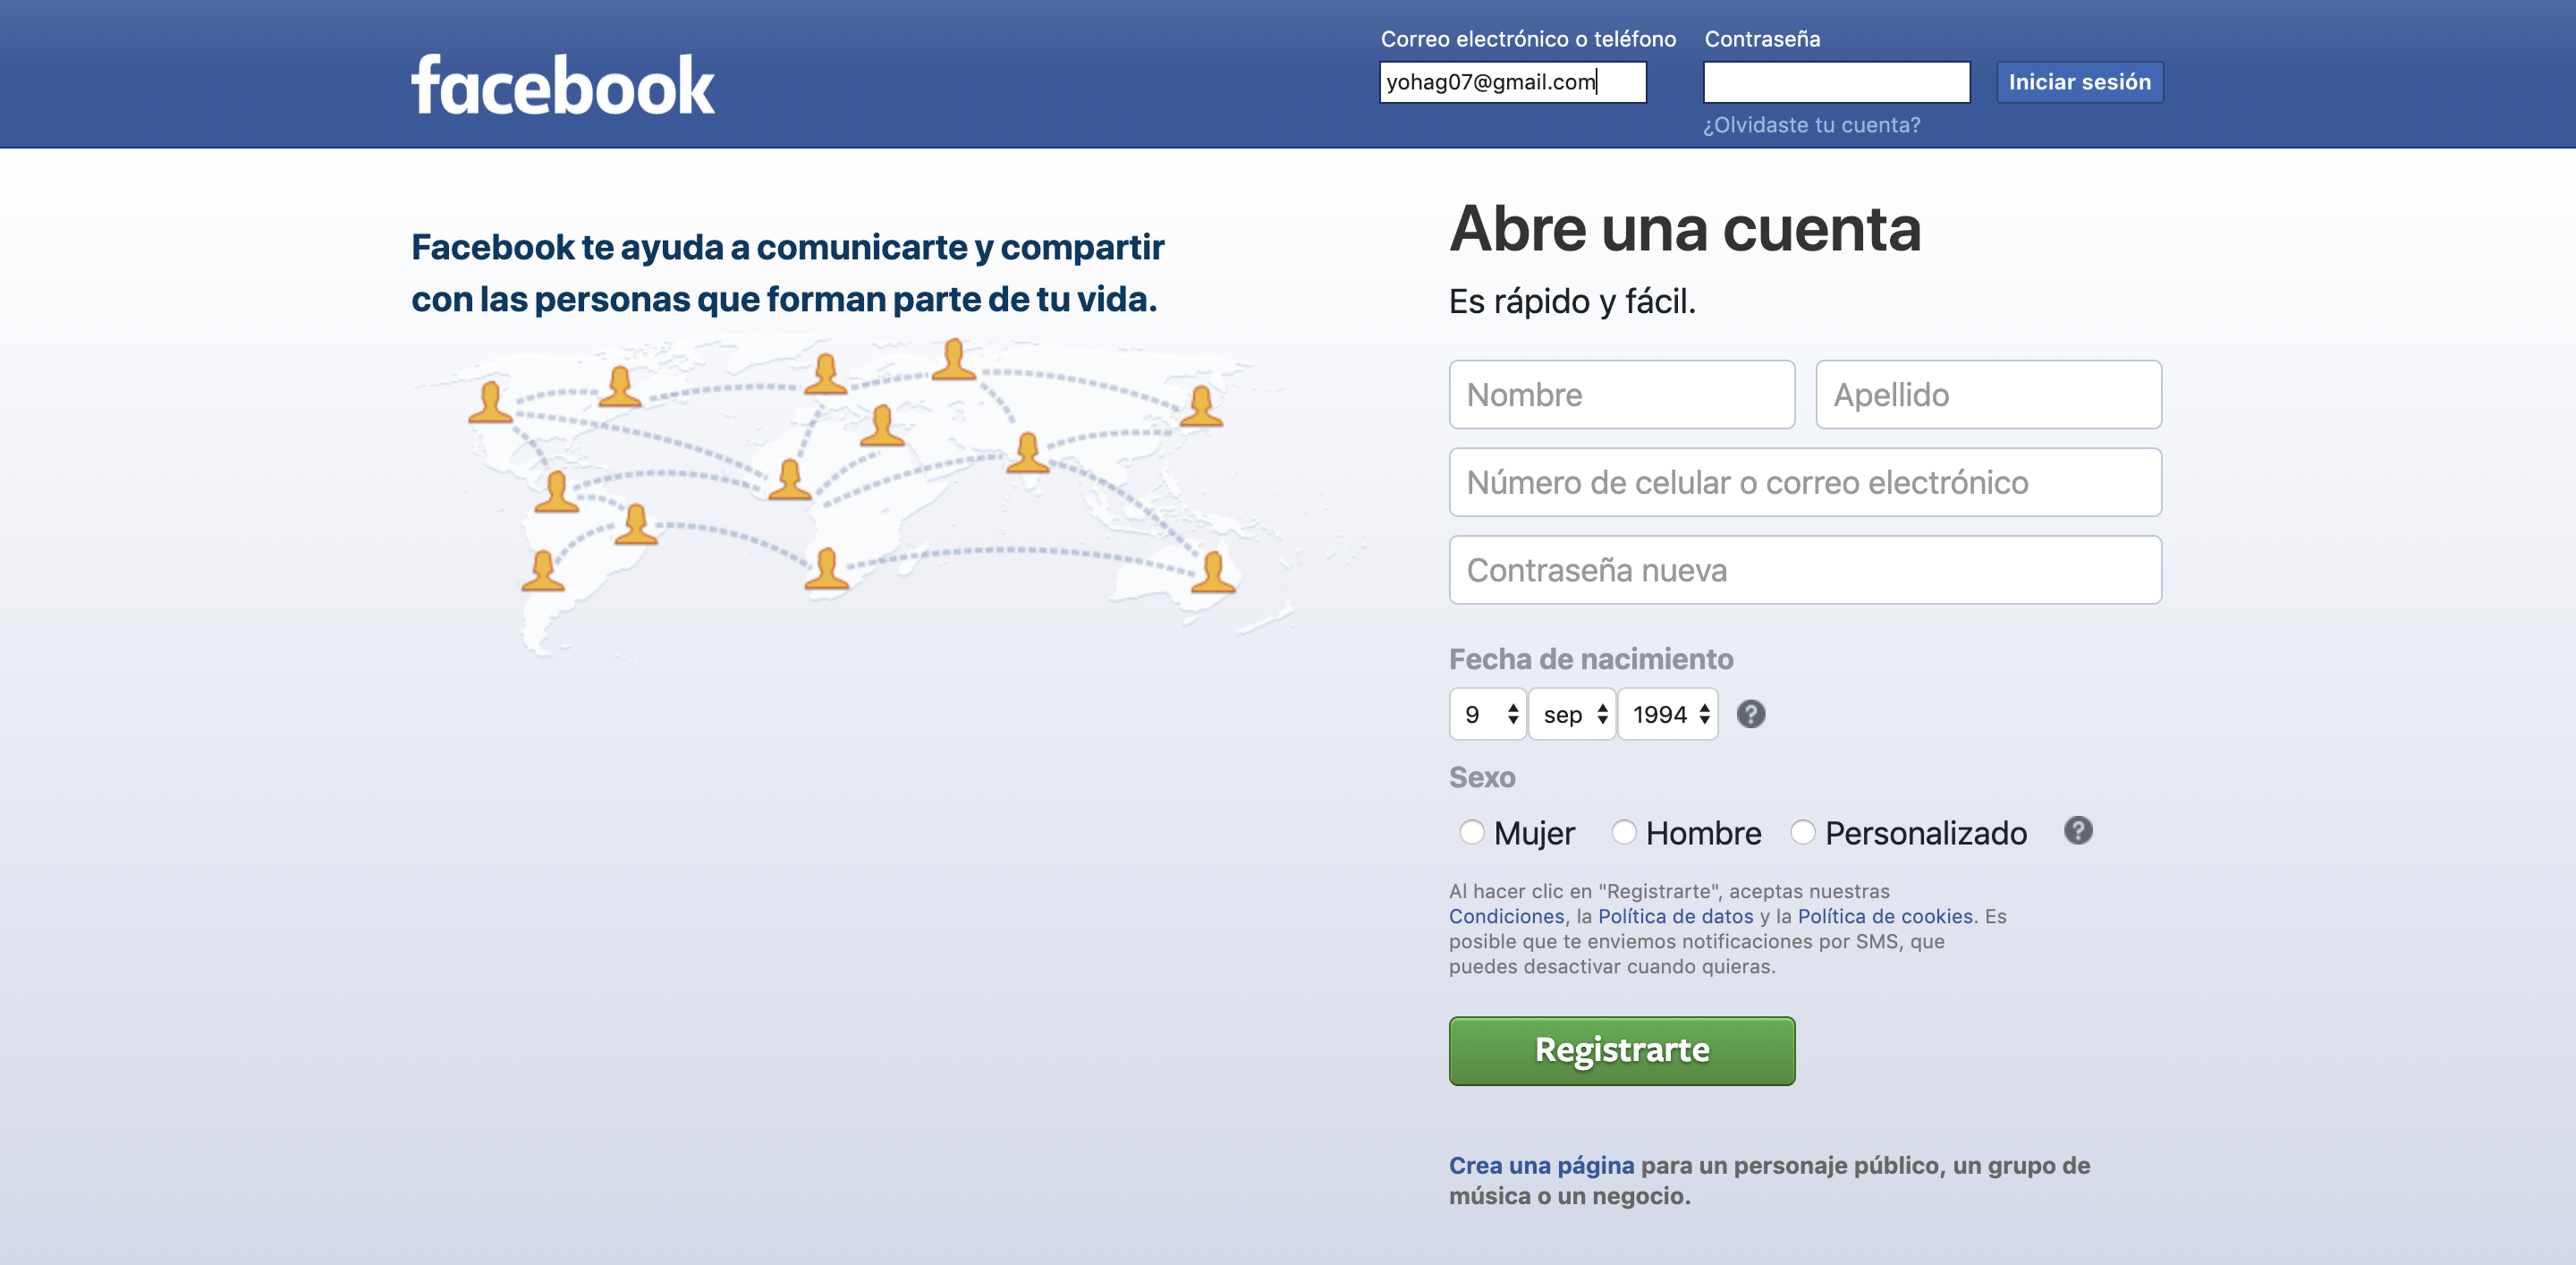 facebook
Correo electrónico o teléfono
Contraseña
yohag07@gmail.com
Iniciar sesión
¿Olvidaste tu cuenta?
Facebook te ayuda a comunicarte y compartir
con las personas que forman parte de tu vida.
Abre una cuenta
Es rápido y fácil.
Nombre
Apellido
Número de celular o correo electrónico
Contraseña nueva
Fecha de nacimiento
9 sep 1994 ?
Sexo
Mujer Hombre Personalizado ?
Al hacer clic en "Registrarte", aceptas nuestras
Condiciones, la Política de datos y la Política de cookies. Es
posible que te enviemos notificaciones por SMS, que
puedes desactivar cuando quieras.
Registrarte
Crea una página para un personaje público, un grupo de
música o un negocio.